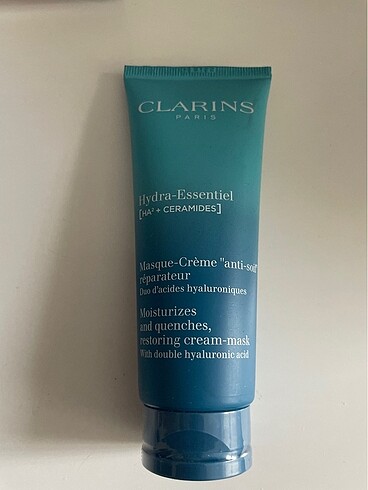 CLARINS
PARIS
Hydra-Essentiel
[HA² + CERAMIDES]
Masque-Crème "anti-soif"
réparateur
Duo d'acides hyaluroniques
Moisturizes
and quenches,
restoring cream-mask
With double hyaluronic acid